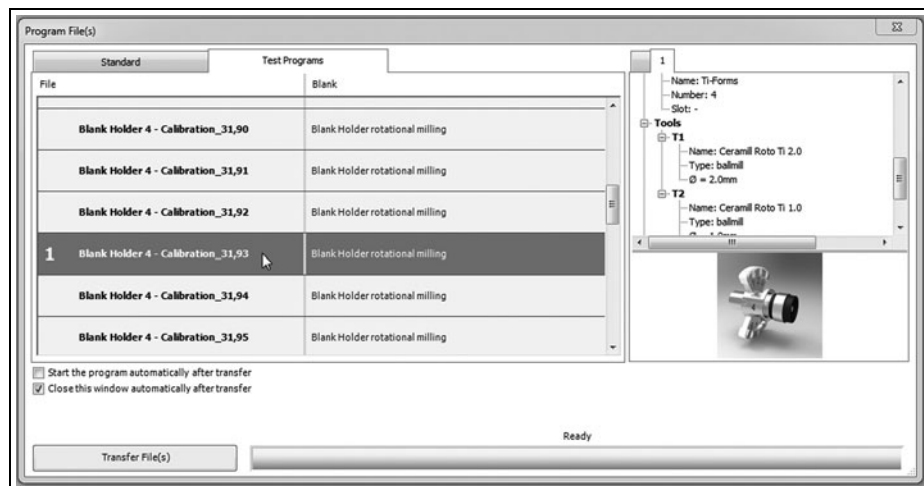 Program File(s)
Standard
Test Programs
File
Blank
Blank Holder 4 - Calibration_31,90
Blank Holder rotational milling
Blank Holder 4 - Calibration_31,91
Blank Holder rotational milling
Blank Holder 4 - Calibration_31,92
Blank Holder rotational milling
1 Blank Holder 4 - Calibration_31,93
Blank Holder rotational milling
Blank Holder 4 - Calibration_31,94
Blank Holder rotational milling
Blank Holder 4 - Calibration_31,95
Blank Holder rotational milling
Start the program automatically after transfer
Close this window automatically after transfer
Transfer File(s)
Ready
1
Name: Ti-Forms
Number: 4
Slot: -
Tools
T1
Name: Ceramill Roto Ti 2.0
Type: ballmill
Ø = 2.0mm
T2
Name: Ceramill Roto Ti 1.0
Type: ballmill